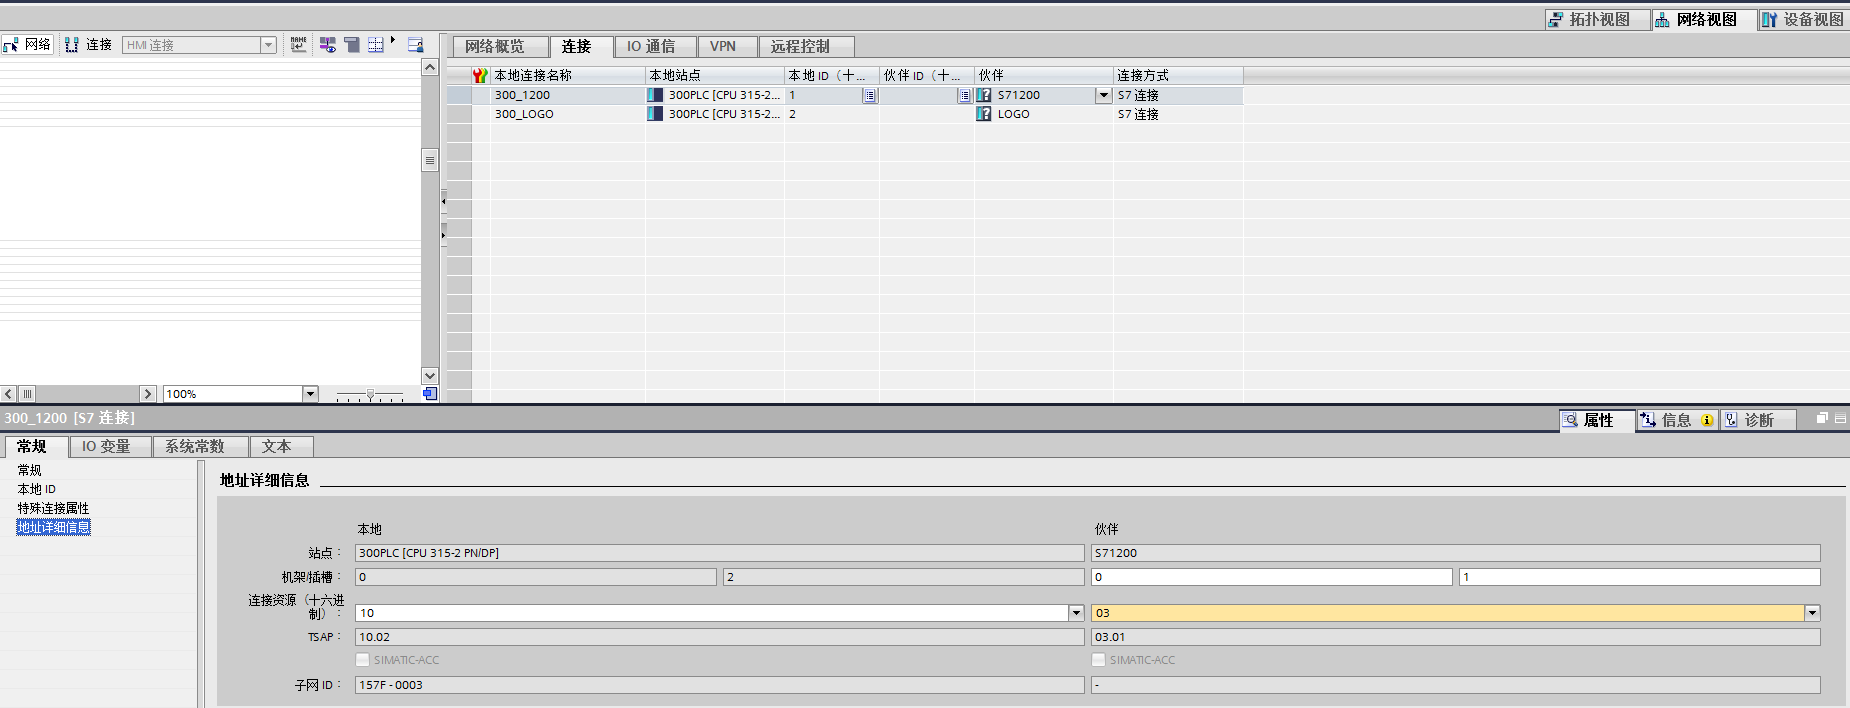 拓扑视图 网络视图 设备视图
网络 连接 HMI 连接
网络概览 连接 IO 通信 VPN 远程控制
本地连接名称 本地站点 本地 ID（十... 伙伴 ID（十... 伙伴 连接方式
300_1200 300PLC [CPU 315-2... 1 S71200 S7 连接
300_LOGO 300PLC [CPU 315-2... 2 LOGO S7 连接
100%
300_1200 [S7 连接] 属性 信息 诊断
常规 IO 变量 系统常数 文本
常规
本地 ID
特殊连接属性
地址详细信息
地址详细信息
本地 伙伴
站点： 300PLC [CPU 315-2 PN/DP] S71200
机架/插槽： 0 2 0 1
连接资源（十六进
制）： 10 03
TSAP： 10.02 03.01
SIMATIC-ACC SIMATIC-ACC
子网 ID： 157F - 0003 -